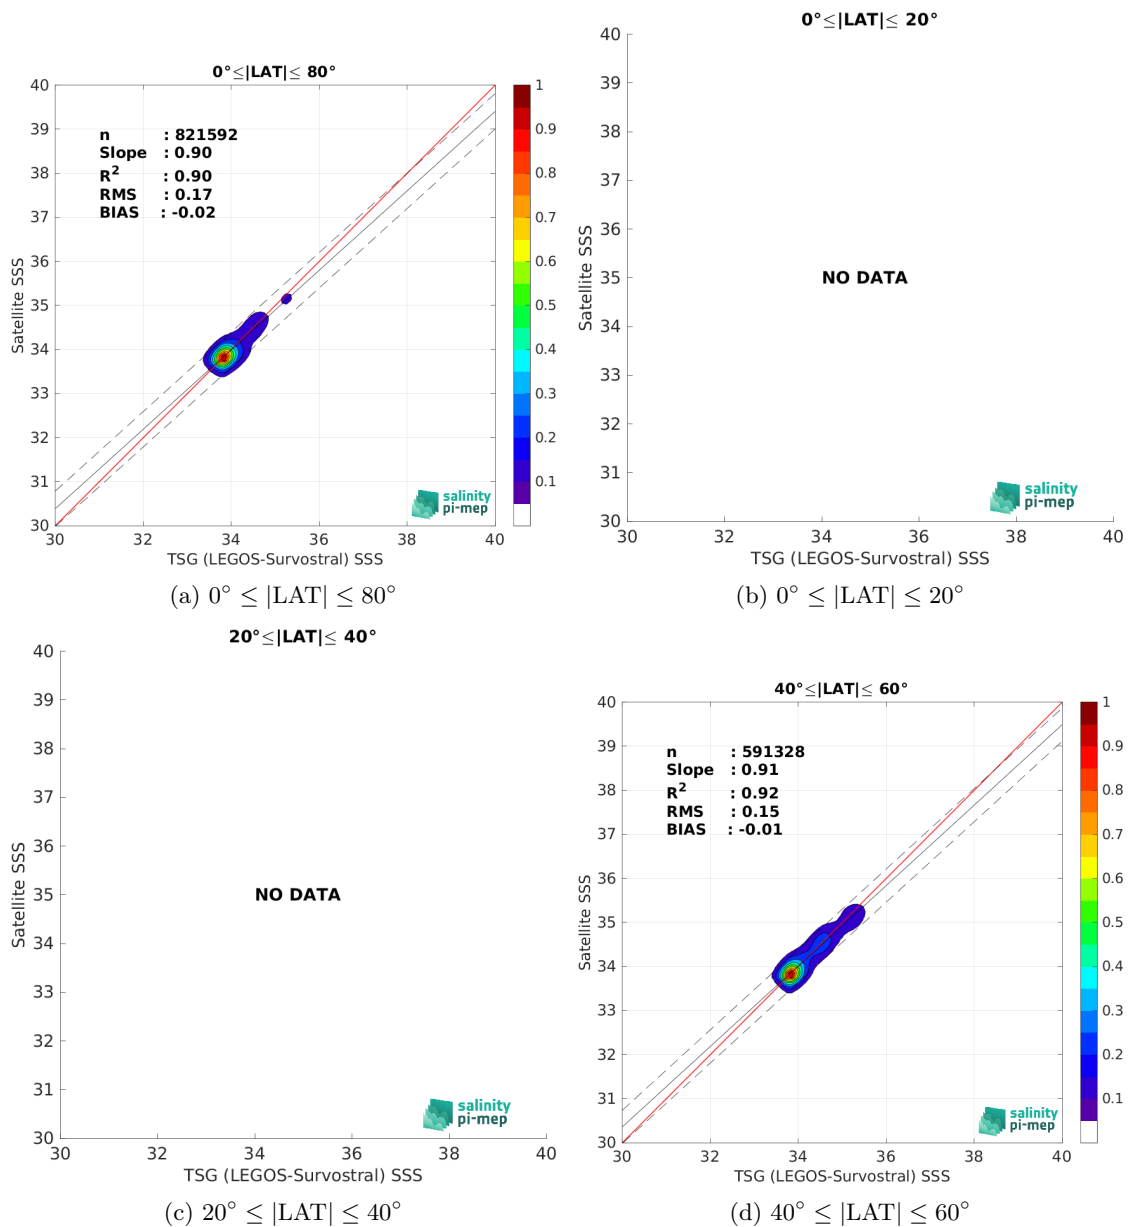 0°≤|LAT|≤ 80°
n : 821592
Slope : 0.90
R² : 0.90
RMS : 0.17
BIAS : -0.02
40
39
38
37
36
35
34
33
32
31
30
Satellite SSS
30 32 34 36 38 40
TSG (LEGOS-Survostral) SSS
1
0.9
0.8
0.7
0.6
0.5
0.4
0.3
0.2
0.1
salinity
pi-mep
(a) 0° ≤ |LAT| ≤ 80°
0°≤|LAT|≤ 20°
40
39
38
37
36
35
34
33
32
31
30
Satellite SSS
NO DATA
30 32 34 36 38 40
TSG (LEGOS-Survostral) SSS
salinity
pi-mep
(b) 0° ≤ |LAT| ≤ 20°
20°≤|LAT|≤ 40°
40
39
38
37
36
35
34
33
32
31
30
Satellite SSS
NO DATA
30 32 34 36 38 40
TSG (LEGOS-Survostral) SSS
salinity
pi-mep
(c) 20° ≤ |LAT| ≤ 40°
40°≤|LAT|≤ 60°
n : 591328
Slope : 0.91
R² : 0.92
RMS : 0.15
BIAS : -0.01
40
39
38
37
36
35
34
33
32
31
30
Satellite SSS
30 32 34 36 38 40
TSG (LEGOS-Survostral) SSS
1
0.9
0.8
0.7
0.6
0.5
0.4
0.3
0.2
0.1
salinity
pi-mep
(d) 40° ≤ |LAT| ≤ 60°